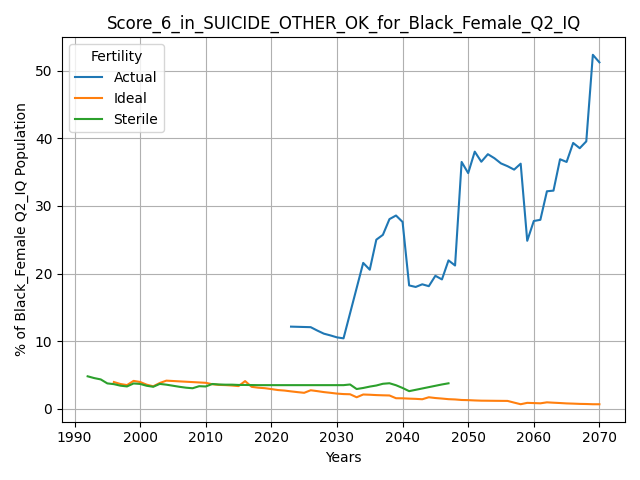 Score_6_in_SUICIDE_OTHER_OK_for_Black_Female_Q2_IQ
Fertility
Actual
Ideal
Sterile
% of Black_Female Q2_IQ Population
50
40
30
20
10
0
1990 2000 2010 2020 2030 2040 2050 2060 2070
Years